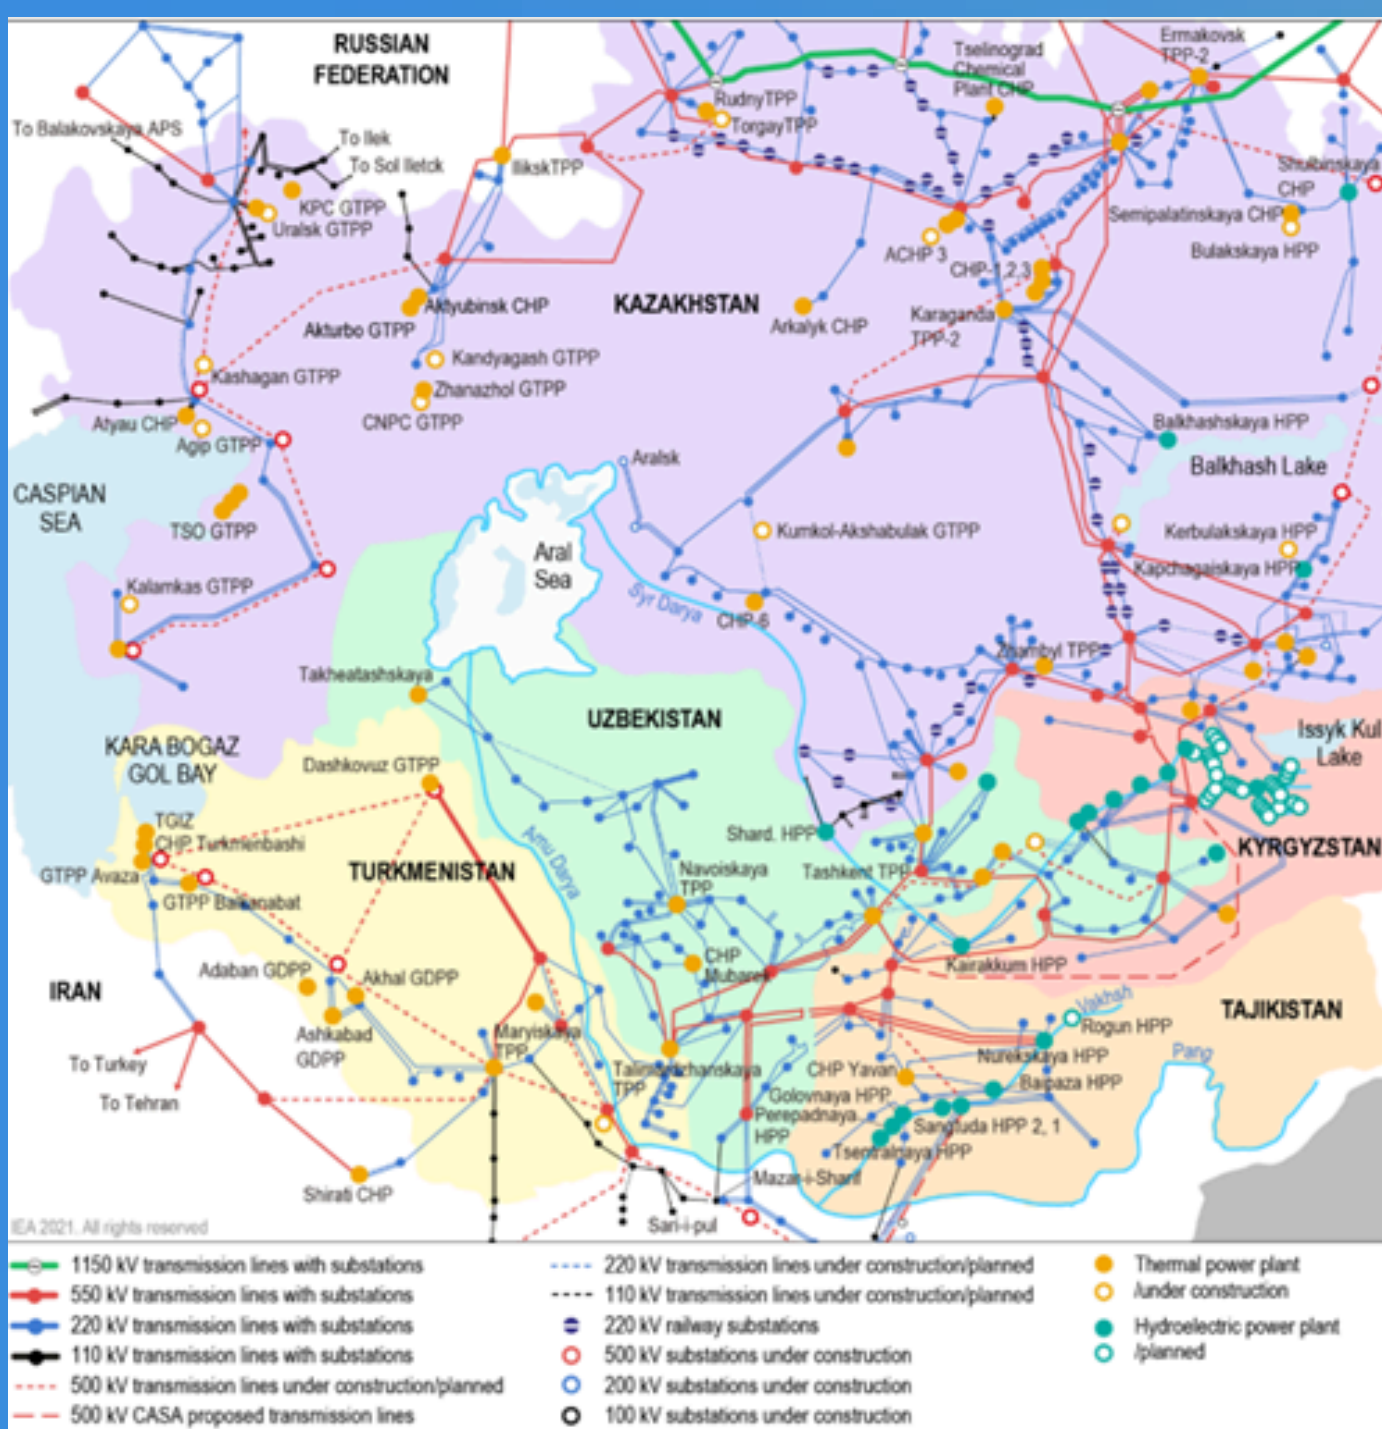 RUSSIAN
FEDERATION
Tselinograd
Chemical
Plant CHP
Ermakovsk
TPP-2
RudnyTPP
TorgayTPP
To Balakovskaya APS
To Ilek
To Sol Iletck
IlikskTPP
Shulbinskaya
CHP
KPC GTPP
Uralsk GTPP
Semipalatinskaya CHP
Bulakskaya HPP
ACHP 3
CHP-1,2,3
KAZAKHSTAN
Aktyubinsk CHP
Akturbo GTPP
Arkalyk CHP
Karaganda
TPP-2
Kandyagash GTPP
Kashagan GTPP
Zhanazhol GTPP
CNPC GTPP
Atyau CHP
Agip GTPP
Balkhashskaya HPP
Balkhash Lake
Aralsk
CASPIAN
SEA
TSO GTPP
Kumkol-Akshabulak GTPP
Kerbulakskaya HPP
Kapchagaiskaya HPP
Aral
Sea
Kalamkas GTPP
Syr Darya
CHP-6
Zhambyl TPP
Takheatashskaya
UZBEKISTAN
Issyk Kul
Lake
KARA BOGAZ
GOL BAY
Dashkovuz GTPP
TGIZ
CHP Turkmenbashi
GTPP Avaza
GTPP Balkanabat
TURKMENISTAN
Amu Darya
Shard. HPP
Navoiskaya
TPP
Tashkent TPP
KYRGYZSTAN
CHP
Mubarek
Kairakkum HPP
Adaban GDPP
Akhal GDPP
IRAN
TAJIKISTAN
Vakhsh
Rogun HPP
Ashkabad
GDPP
Maryiskaya
TPP
Talimardzhanskaya
TPP
Nurekskaya HPP
Pang
To Turkey
To Tehran
CHP Yavan
Baipaza HPP
Golovnaya HPP
Perepadnaya
HPP
Sangtuda HPP 2, 1
Tsentralnaya HPP
Shirati CHP
Mazar-i-Sharif
Sari-i-pul
IEA 2021. All rights reserved
1150 kV transmission lines with substations
550 kV transmission lines with substations
220 kV transmission lines with substations
110 kV transmission lines with substations
500 kV transmission lines under construction/planned
500 kV CASA proposed transmission lines
220 kV transmission lines under construction/planned
110 kV transmission lines under construction/planned
220 kV railway substations
500 kV substations under construction
200 kV substations under construction
100 kV substations under construction
Thermal power plant
/under construction
Hydroelectric power plant
/planned